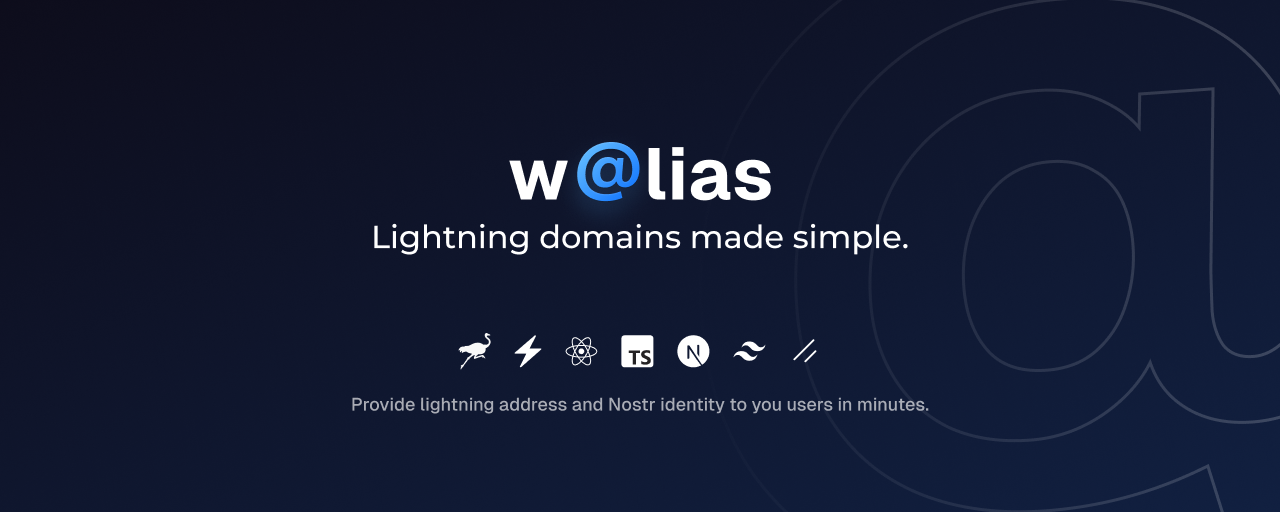 w@lias
Lightning domains made simple.
TS
N
Provide lightning address and Nostr identity to you users in minutes.